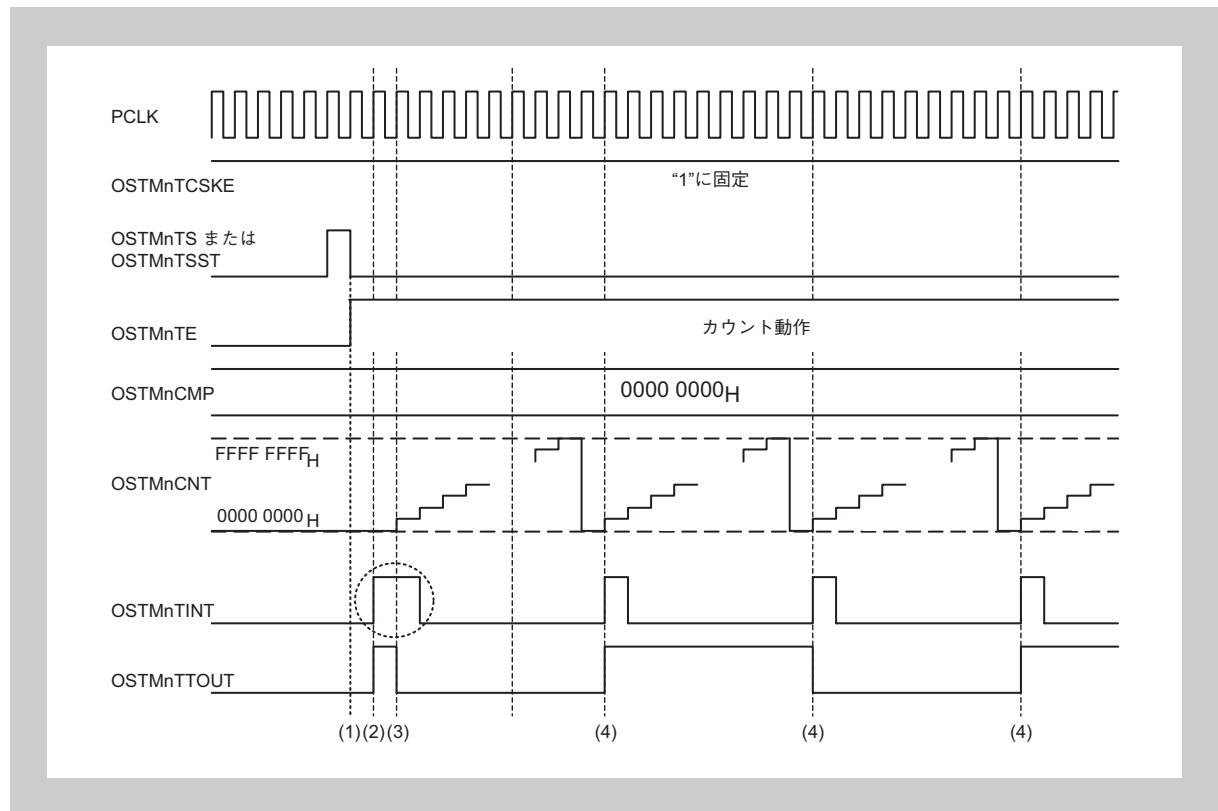 PCLK
OSTMnTCSKE
“1”に固定
OSTMnTS または
OSTMnTSST
OSTMnTE
カウント動作
OSTMnCMP
0000 0000H
FFFF FFFFH
OSTMnCNT
0000 0000H
OSTMnTINT
OSTMnTTOUT
(1)(2)(3) (4) (4) (4)